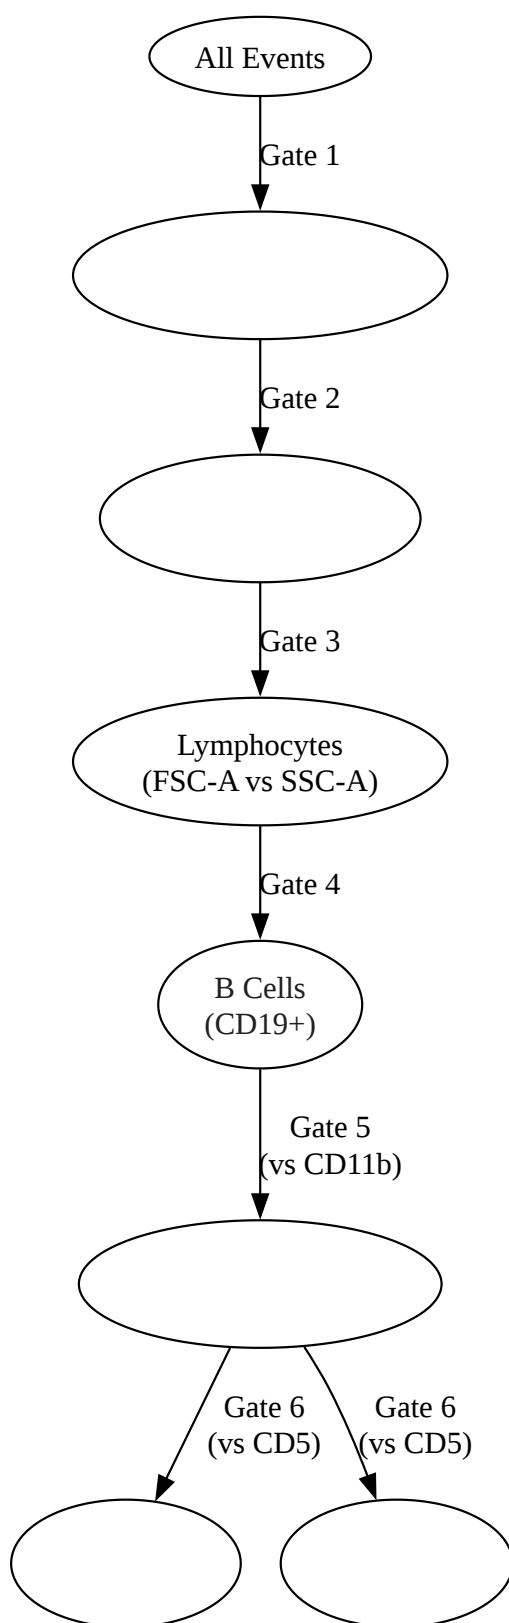 All Events
Gate 1
Gate 2
Gate 3
Lymphocytes
(FSC-A vs SSC-A)
Gate 4
B Cells
(CD19+)
Gate 5
(vs CD11b)
Gate 6
(vs CD5)
Gate 6
(vs CD5)